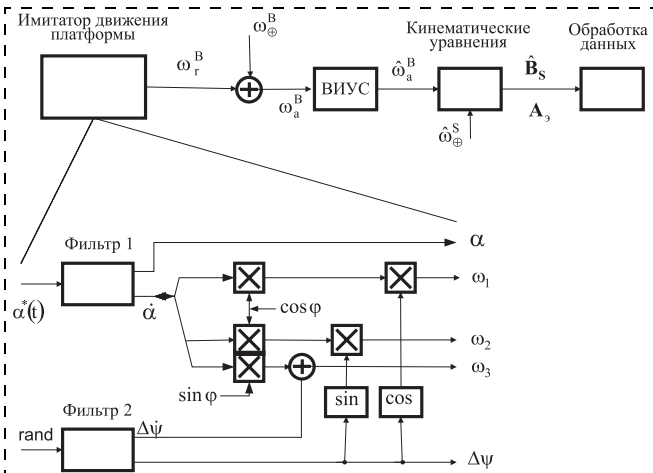 Имитатор движения
платформы
ω_⊕^B
Кинематические
уравнения
Обработка
данных
ω_r^B
ω_a^B
ВИУС
ω̂_a^B
B̂_S
A_э
ω̂_⊕^S
Фильтр 1
α
α*(t)
α̇
ω_1
cos φ
ω_2
ω_3
sin φ
sin
cos
Фильтр 2
rand
Δψ̇
Δψ